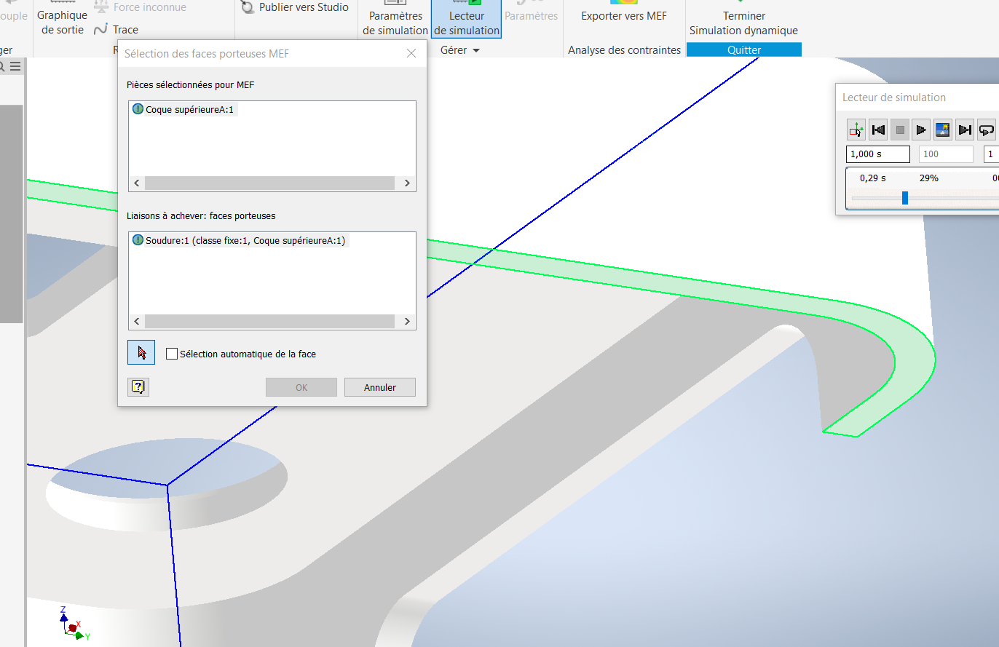 ouple
Graphique
de sortie
Force inconnue
Trace
Publier vers Studio
Paramètres
de simulation
Lecteur
de simulation
Paramètres
Exporter vers MEF
Terminer
Simulation dynamique
ger
R
Gérer
Analyse des contraintes
Quitter
Sélection des faces porteuses MEF
Pièces sélectionnées pour MEF
Coque supérieureA:1
Liaisons à achever: faces porteuses
Soudure:1 (classe fixe:1, Coque supérieureA:1)
Sélection automatique de la face
OK
Annuler
Lecteur de simulation
1,000 s
100
1
0,29 s
29%
00
Z
X
Y